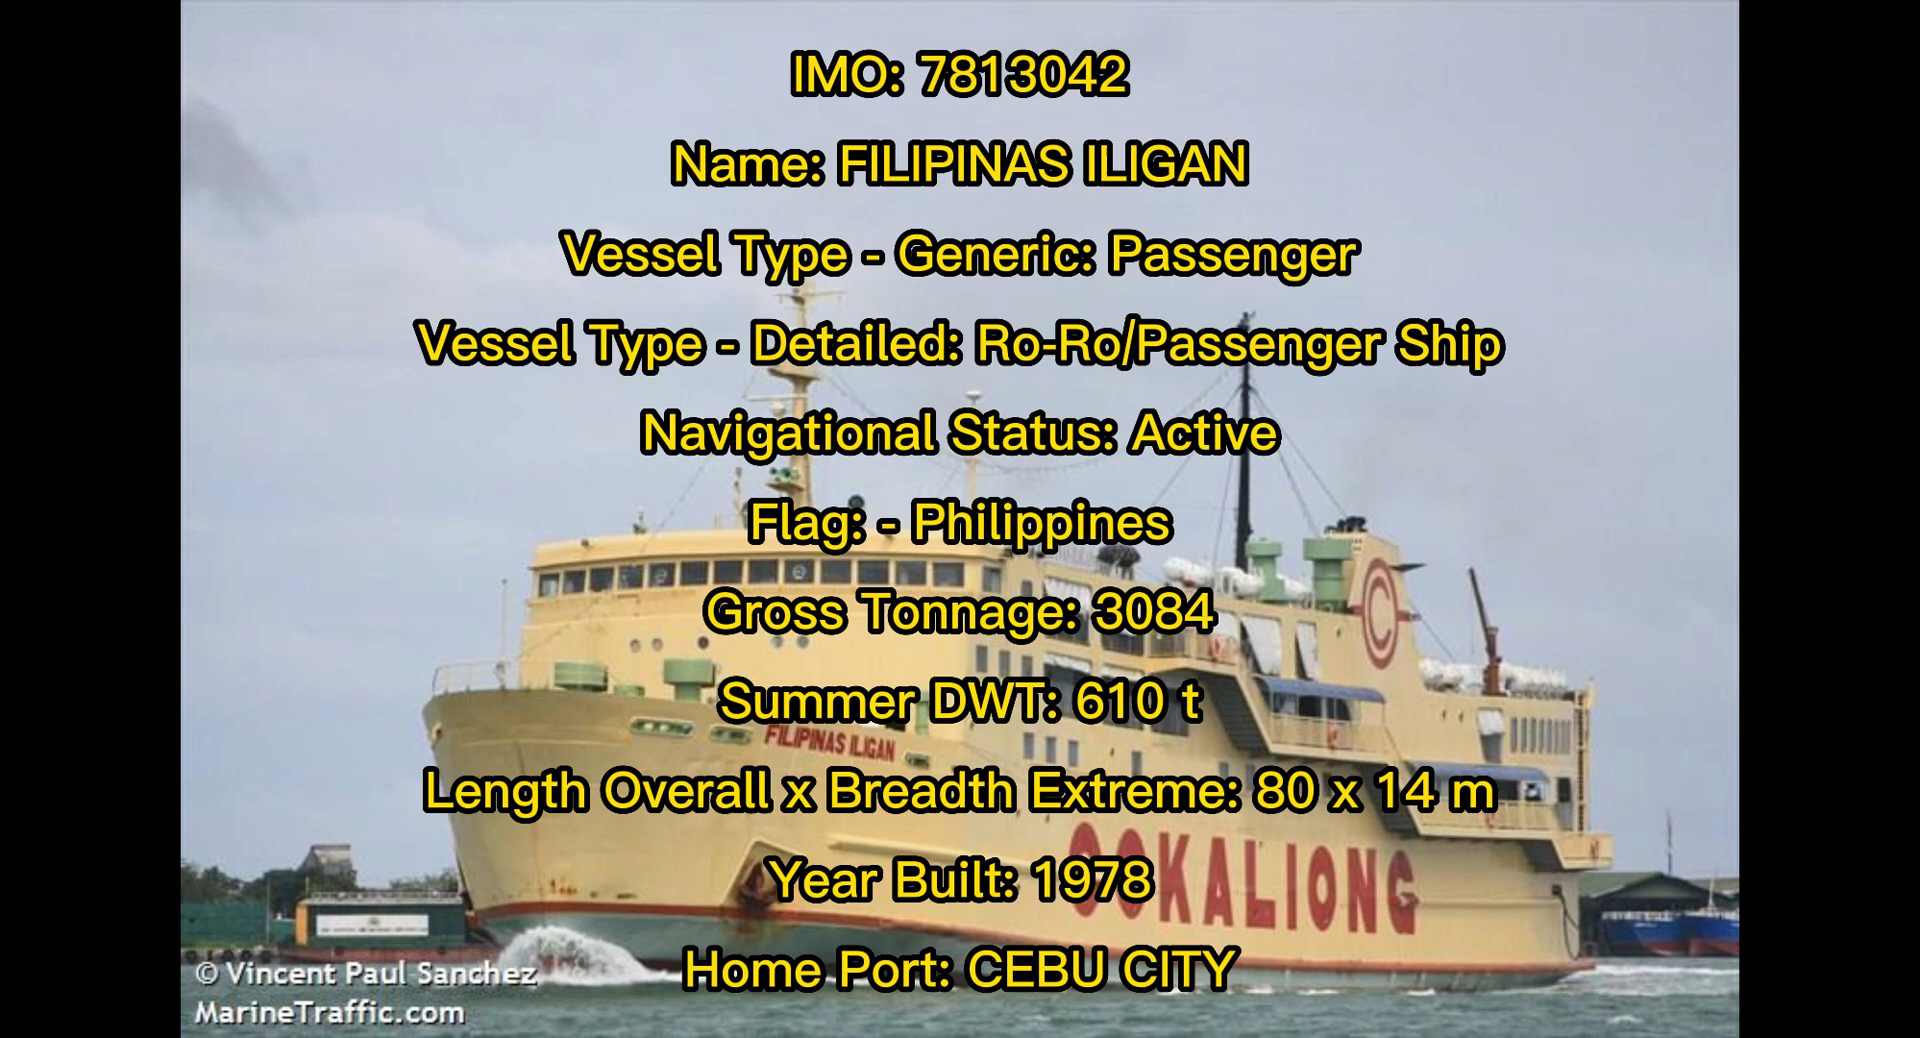 IMO: 7813042
Name: FILIPINAS ILIGAN
Vessel Type - Generic: Passenger
Vessel Type - Detailed: Ro-Ro/Passenger Ship
Navigational Status: Active
Flag: - Philippines
Gross Tonnage: 3084
Summer DWT: 610 t
FILIPINAS ILIGAN
Length Overall x Breadth Extreme: 80 x 14 m
Year Built: 1978
COKALIONG
Home Port: CEBU CITY
© Vincent Paul Sanchez
MarineTraffic.com